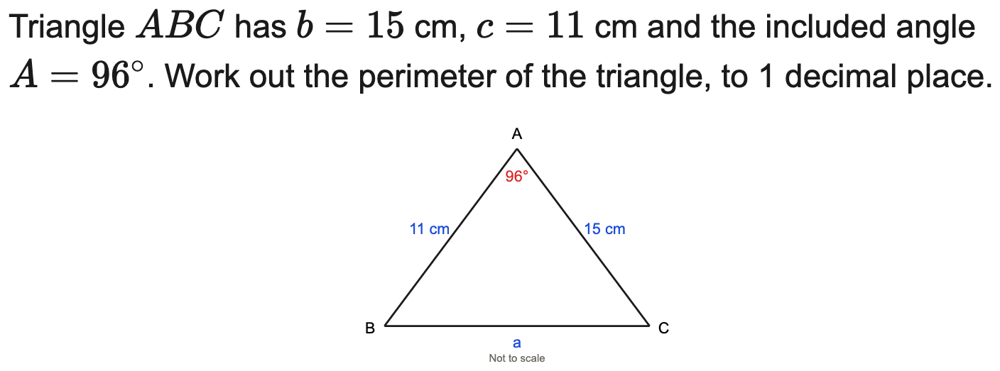 Triangle ABC has b = 15 cm, c = 11 cm and the included angle
A = 96°. Work out the perimeter of the triangle, to 1 decimal place.
A
96°
11 cm
15 cm
B
C
a
Not to scale